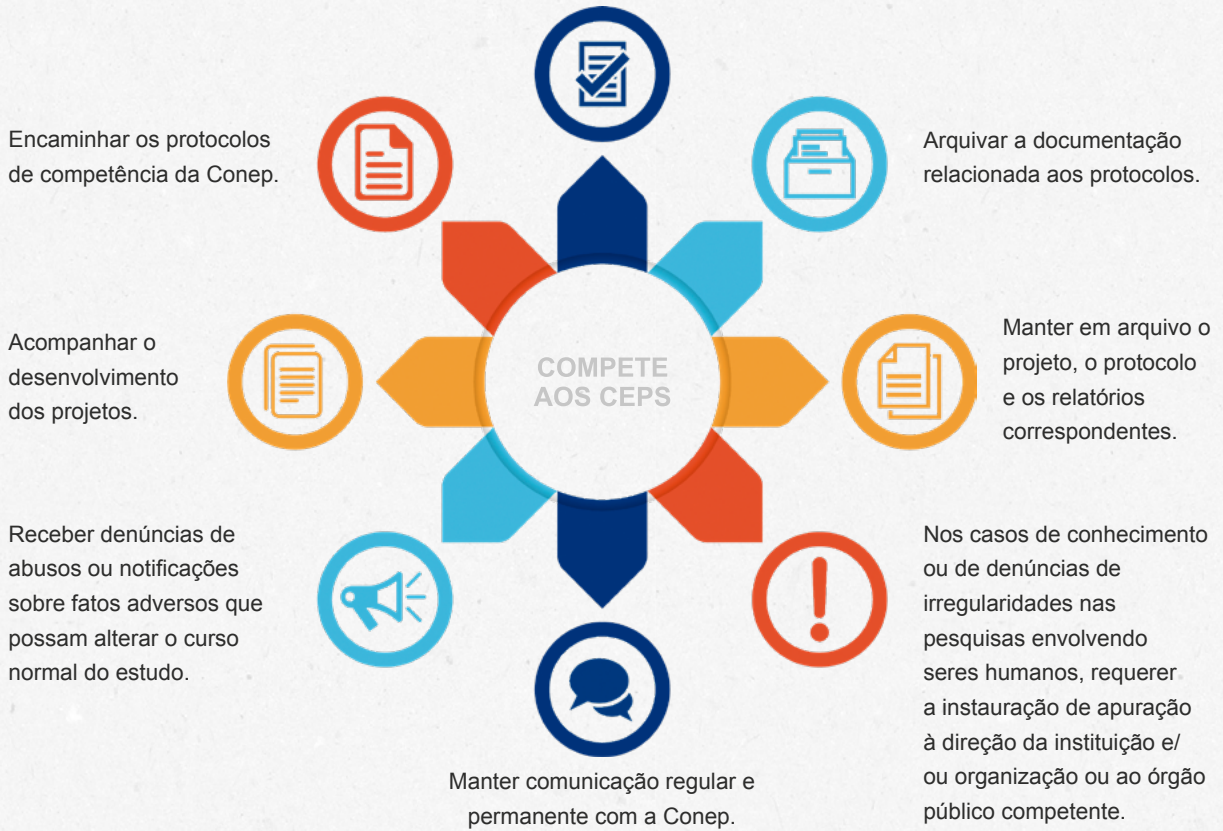 Encaminhar os protocolos
de competência da Conep.
Arquivar a documentação
relacionada aos protocolos.
Acompanhar o
desenvolvimento
dos projetos.
COMPETE
AOS CEPS
Manter em arquivo o
projeto, o protocolo
e os relatórios
correspondentes.
Receber denúncias de
abusos ou notificações
sobre fatos adversos que
possam alterar o curso
normal do estudo.
Nos casos de conhecimento
ou de denúncias de
irregularidades nas
pesquisas envolvendo
seres humanos, requerer
a instauração de apuração
à direção da instituição e/
ou organização ou ao órgão
público competente.
Manter comunicação regular e
permanente com a Conep.